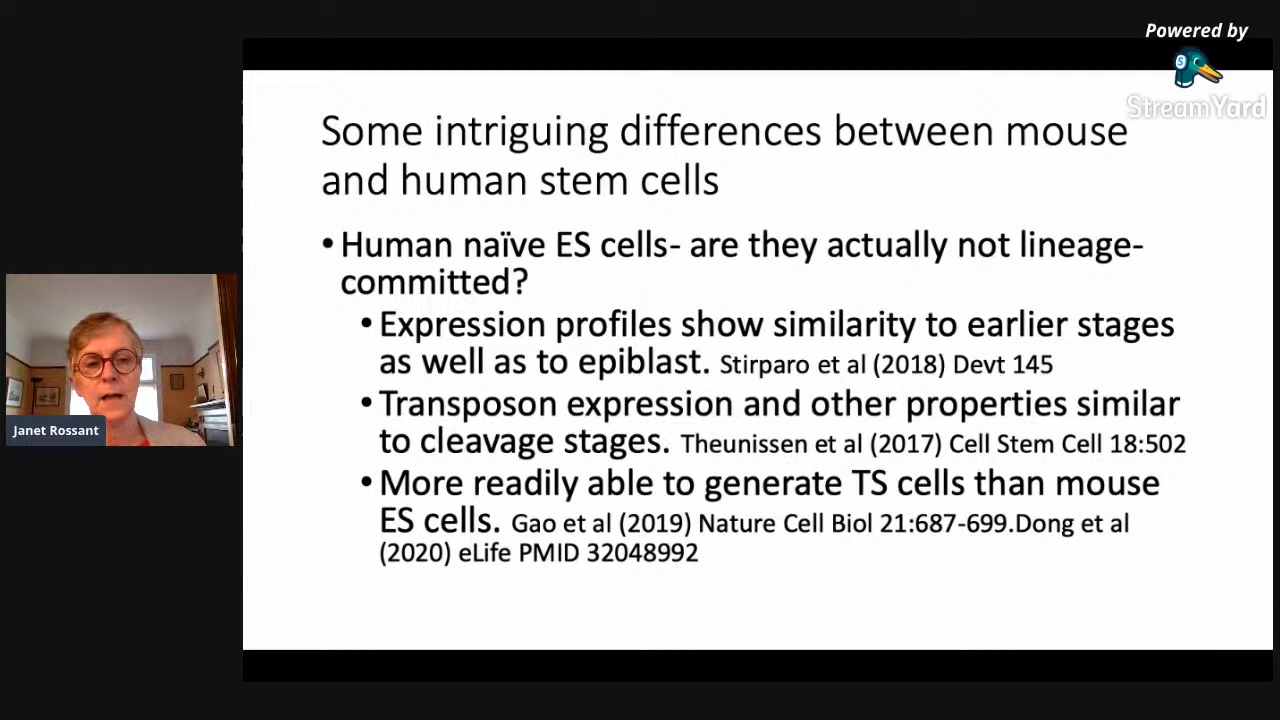 Powered by
StreamYard
Some intriguing differences between mouse
and human stem cells
• Human naïve ES cells- are they actually not lineage-
committed?
• Expression profiles show similarity to earlier stages
as well as to epiblast. Stirparo et al (2018) Devt 145
• Transposon expression and other properties similar
to cleavage stages. Theunissen et al (2017) Cell Stem Cell 18:502
• More readily able to generate TS cells than mouse
ES cells. Gao et al (2019) Nature Cell Biol 21:687-699.Dong et al
(2020) eLife PMID 32048992
Janet Rossant